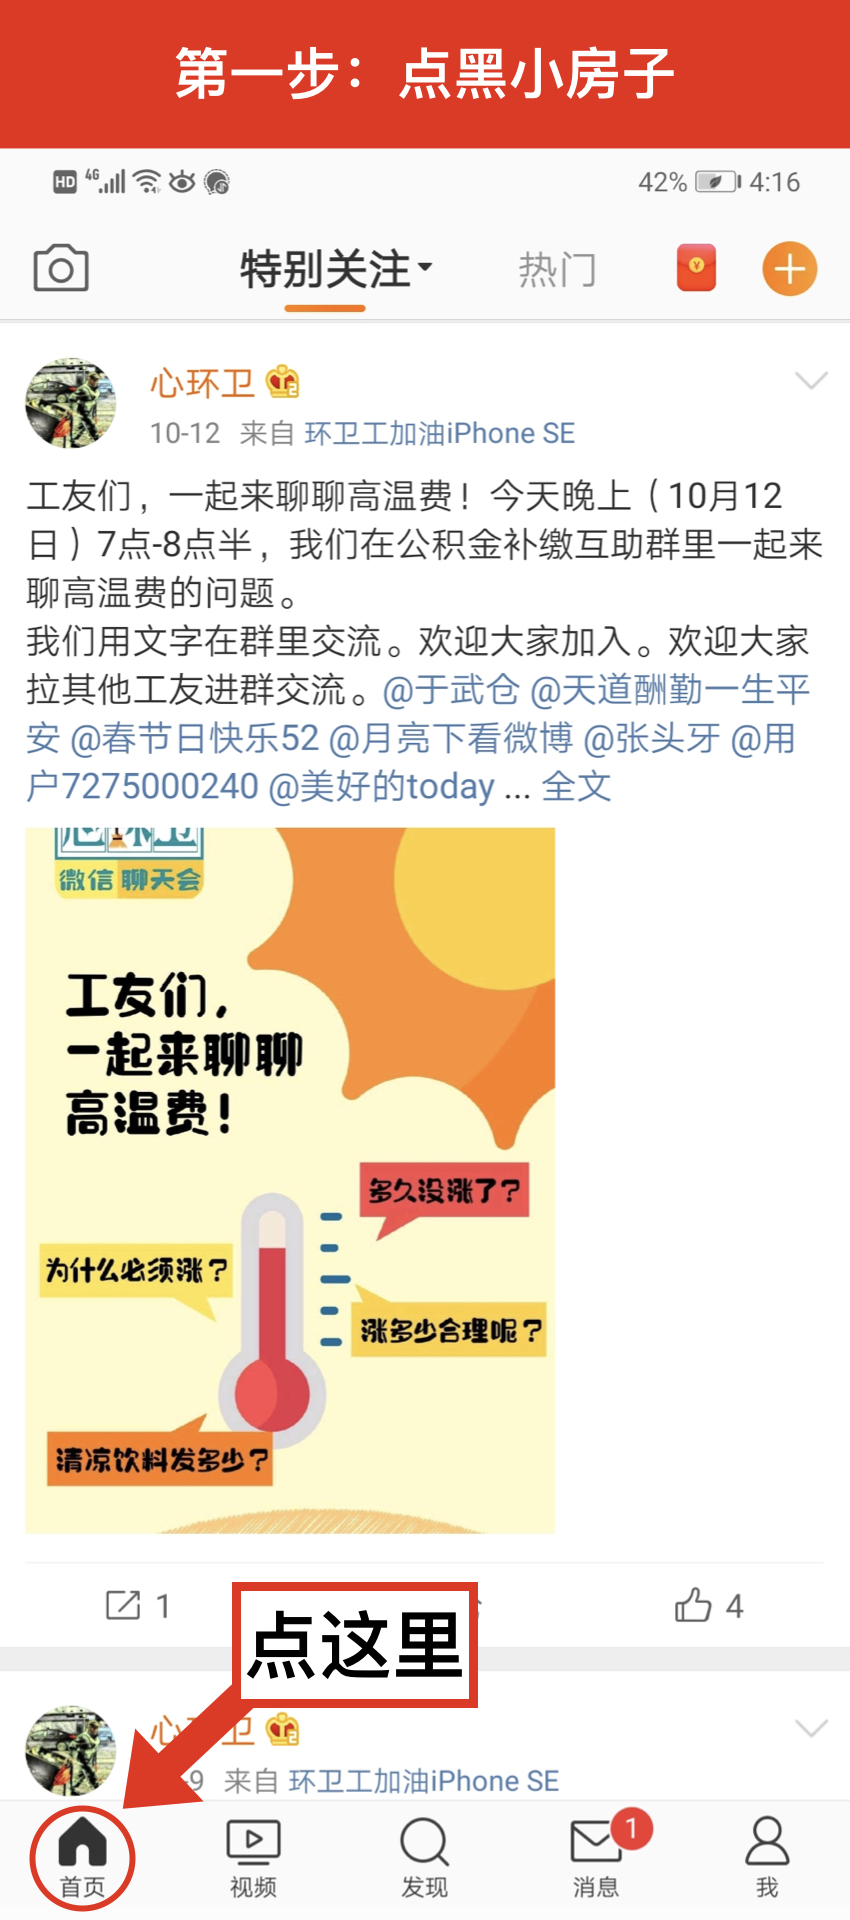 第一步：点黑小房子
HD 4G 42% 4:16
特别关注 热门
心环卫
10-12 来自 环卫工加油iPhone SE
工友们，一起来聊聊高温费！今天晚上（10月12
日）7点-8点半，我们在公积金补缴互助群里一起来
聊高温费的问题。
我们用文字在群里交流。欢迎大家加入。欢迎大家
拉其他工友进群交流。@于武仓 @天道酬勤一生平
安 @春节日快乐52 @月亮下看微博 @张头牙 @用
户7275000240 @美好的today ... 全文
微信 聊天会
工友们，
一起来聊聊
高温费！
多久没涨了？
为什么必须涨？
涨多少合理呢？
清凉饮料发多少？
1 4
点这里
心 卫
-9 来自 环卫工加油iPhone SE
1
首页 视频 发现 消息 我